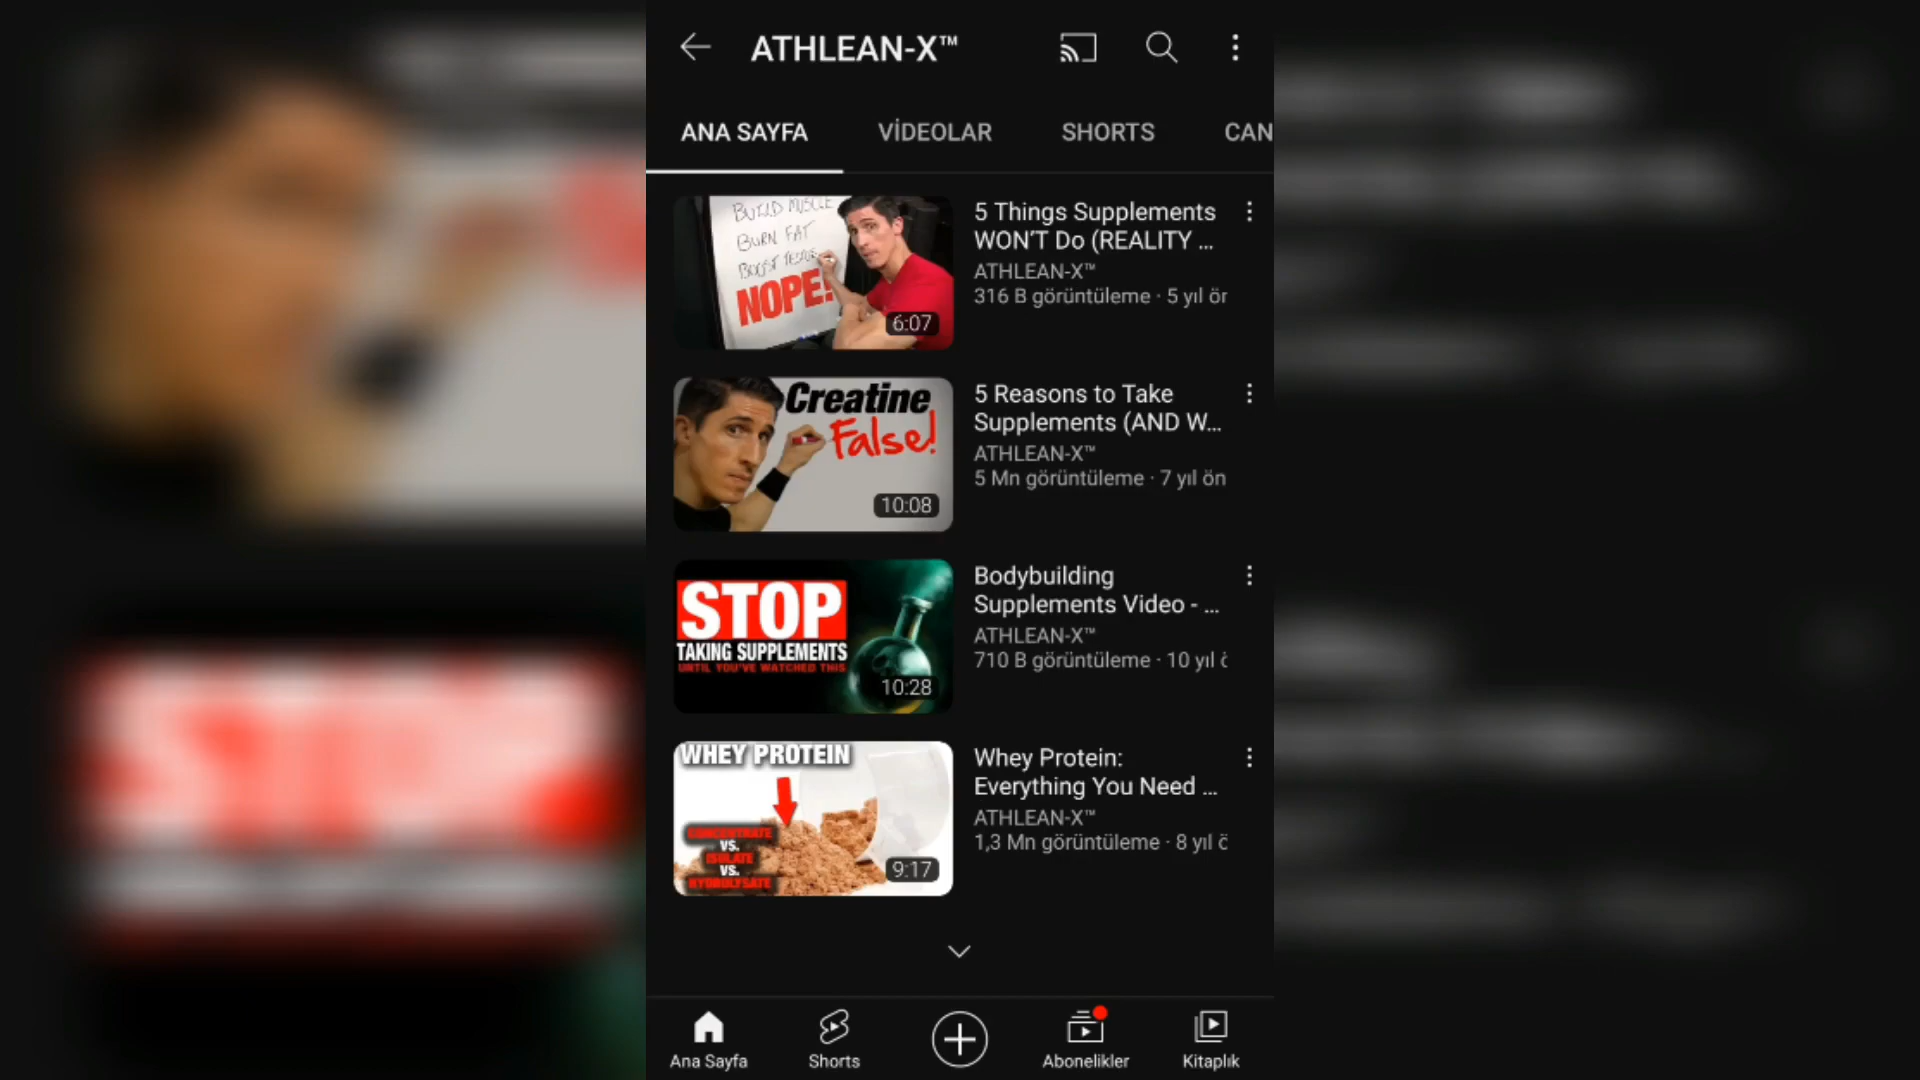 ATHLEAN-X™
ANA SAYFA VİDEOLAR SHORTS CAN
BUILD MUSCLE
BURN FAT
BOOST
NOPE!
6:07
5 Things Supplements
WON'T Do (REALITY ...
ATHLEAN-X™
316 B görüntüleme · 5 yıl ör
Creatine
False!
10:08
5 Reasons to Take
Supplements (AND W...
ATHLEAN-X™
5 Mn görüntüleme · 7 yıl ön
STOP
TAKING SUPPLEMENTS
UNTIL YOU'VE WATCHED THIS
10:28
Bodybuilding
Supplements Video - ...
ATHLEAN-X™
710 B görüntüleme · 10 yıl
WHEY PROTEIN
CONCENTRATE
VS.
ISOLATE
VS.
HYDROLYSATE
9:17
Whey Protein:
Everything You Need ...
ATHLEAN-X™
1,3 Mn görüntüleme · 8 yıl
Ana Sayfa Shorts Abonelikler Kitaplık